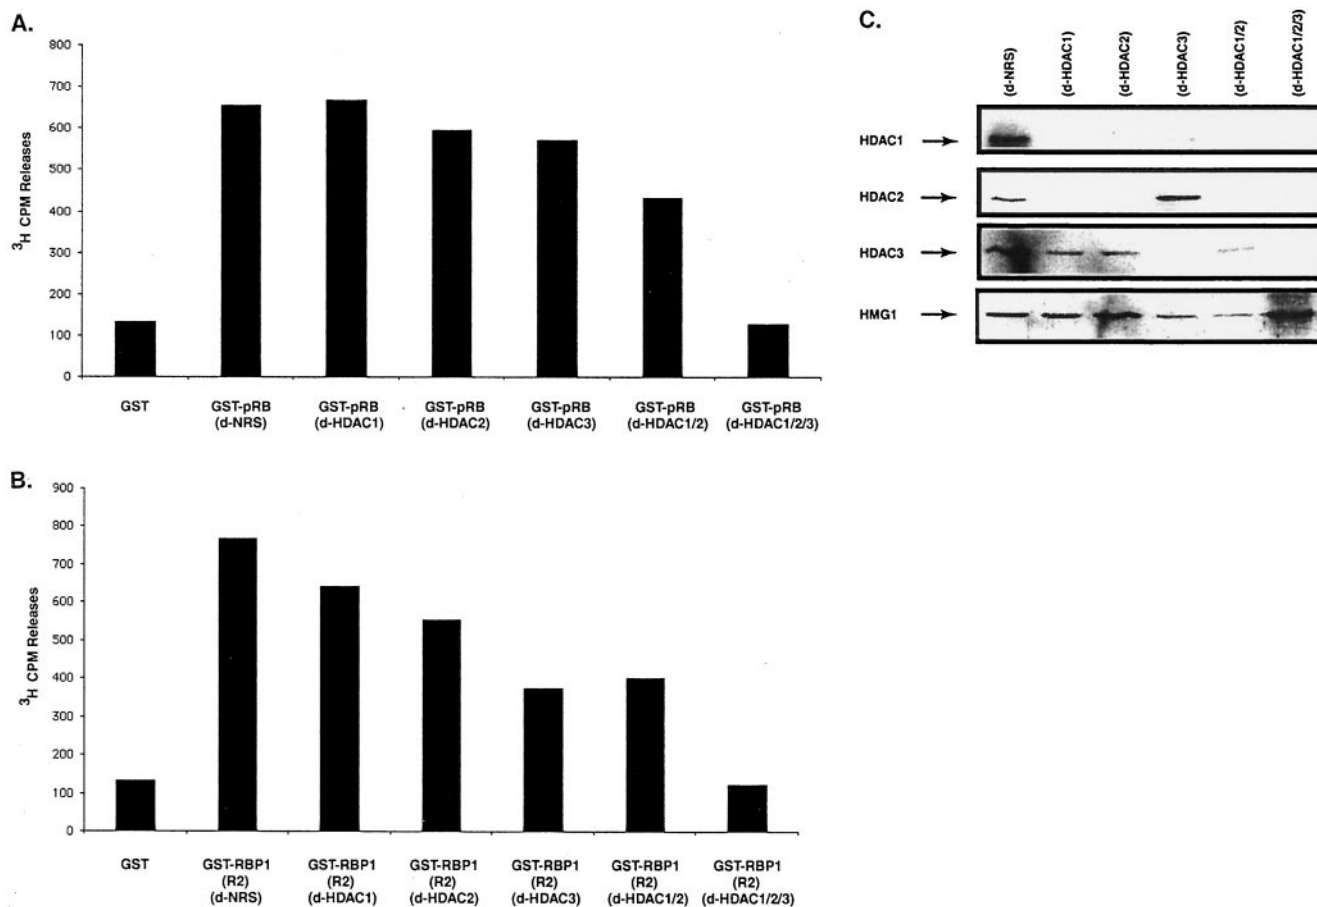 A.
800
700
600
500
400
300
200
100
0
³H CPM Releases
GST
GST-pRB
(d-NRS)
GST-pRB
(d-HDAC1)
GST-pRB
(d-HDAC2)
GST-pRB
(d-HDAC3)
GST-pRB
(d-HDAC1/2)
GST-pRB
(d-HDAC1/2/3)
B.
900
800
700
600
500
400
300
200
100
0
³H CPM Releases
GST
GST-RBP1
(R2)
(d-NRS)
GST-RBP1
(R2)
(d-HDAC1)
GST-RBP1
(R2)
(d-HDAC2)
GST-RBP1
(R2)
(d-HDAC3)
GST-RBP1
(R2)
(d-HDAC1/2)
GST-RBP1
(R2)
(d-HDAC1/2/3)
C.
(d-NRS)
(d-HDAC1)
(d-HDAC2)
(d-HDAC3)
(d-HDAC1/2)
(d-HDAC1/2/3)
HDAC1
HDAC2
HDAC3
HMG1